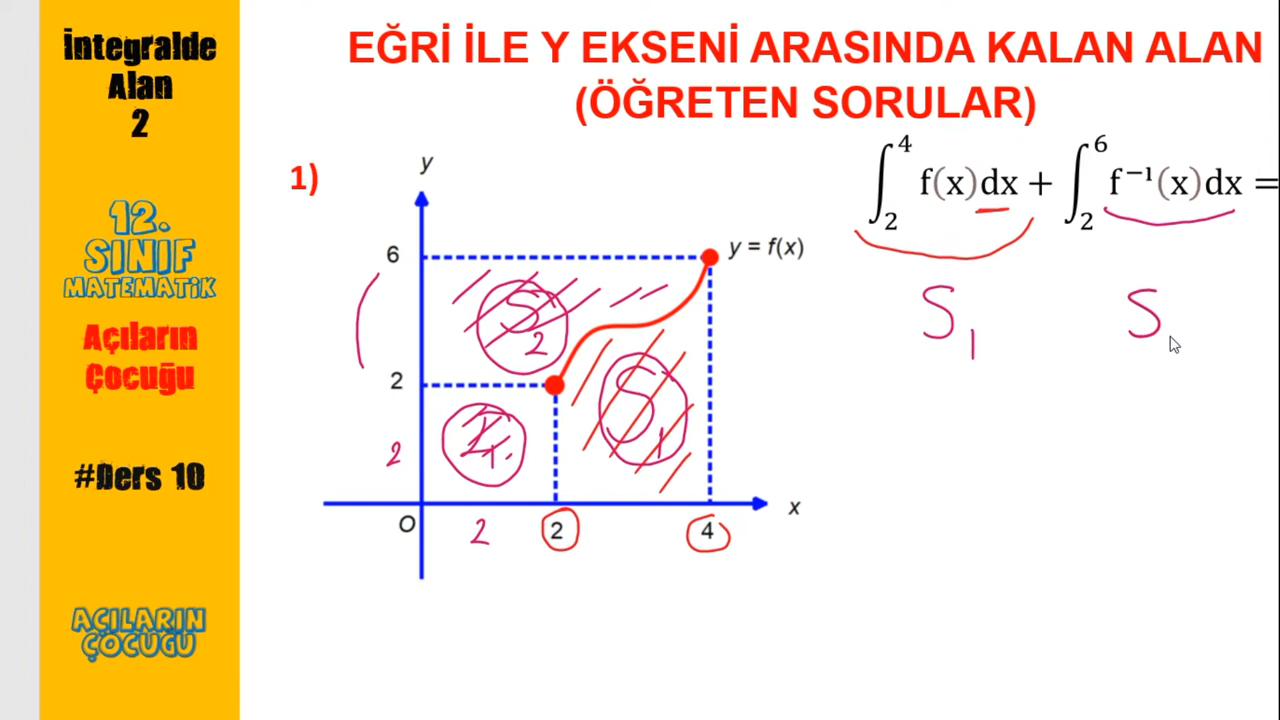 İntegralde
Alan
2
12.
SINIF
MATEMATİK
Açıların
Çocuğu
#Ders 10
AÇILARIN
ÇOCUĞU
EĞRİ İLE Y EKSENİ ARASINDA KALAN ALAN
(ÖĞRETEN SORULAR)
1)
∫₂⁴ f(x)dx + ∫₂⁶ f⁻¹(x)dx =
S₁ S
y
6
y = f(x)
S₂
2
S₁
4.
2
O 2 2 4 x